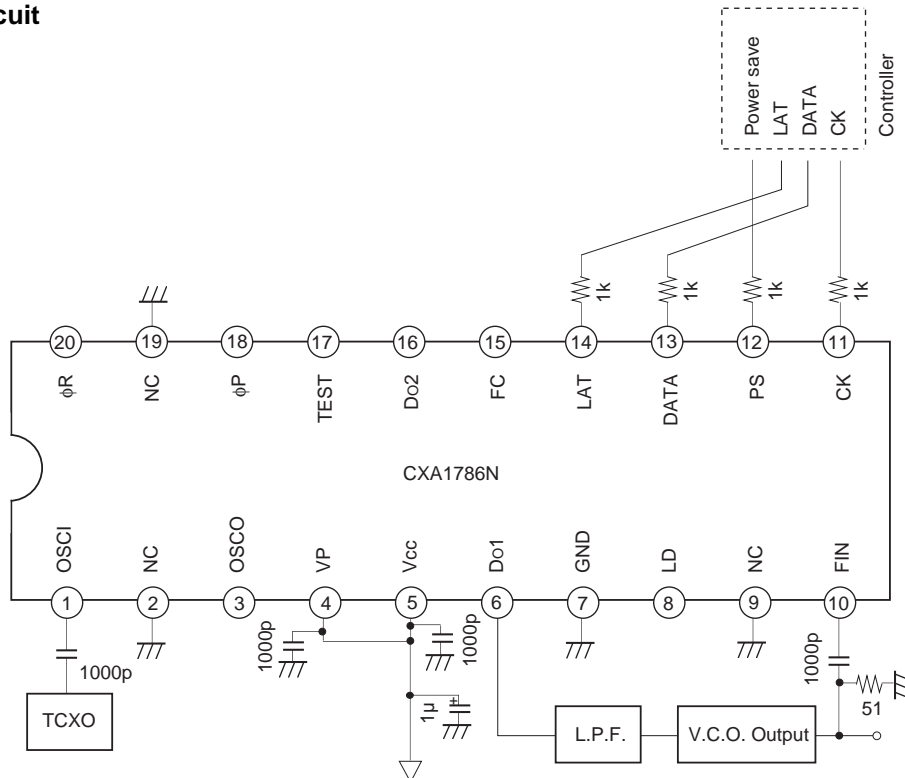 cuit
Power save
LAT
DATA
CK
Controller
1k
1k
1k
1k
20
19
18
17
16
15
14
13
12
11
ϕR
NC
ϕP
TEST
Do2
FC
LAT
DATA
PS
CK
CXA1786N
OSCI
NC
OSCO
VP
Vcc
Do1
GND
LD
NC
FIN
1
2
3
4
5
6
7
8
9
10
1000p
1000p
1000p
1000p
1µ
+
51
TCXO
L.P.F.
V.C.O. Output